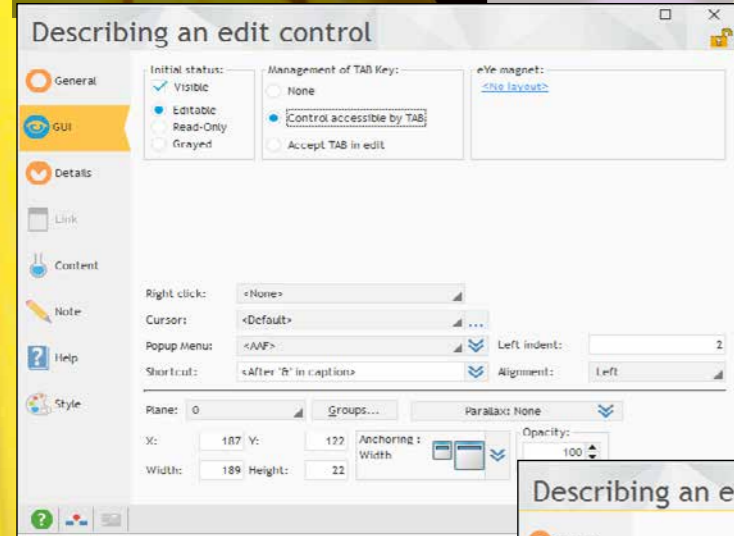 Describing an edit control
General
GUI
Details
Link
Content
Note
Help
Style
Initial status:
Visible
Editable
Read-Only
Grayed
Management of TAB Key:
None
Control accessible by TAB
Accept TAB in edit
eYe magnet:
<No layout>
Right click: <None>
Cursor: <Default> ...
Popup Menu: <AAF> Left indent: 2
Shortcut: <After '&' in caption> Alignment: Left
Plane: 0 Groups... Parallax: None
X: 187 Y: 122 Anchoring : Width
Opacity: 100
Width: 189 Height: 22
Describing an e